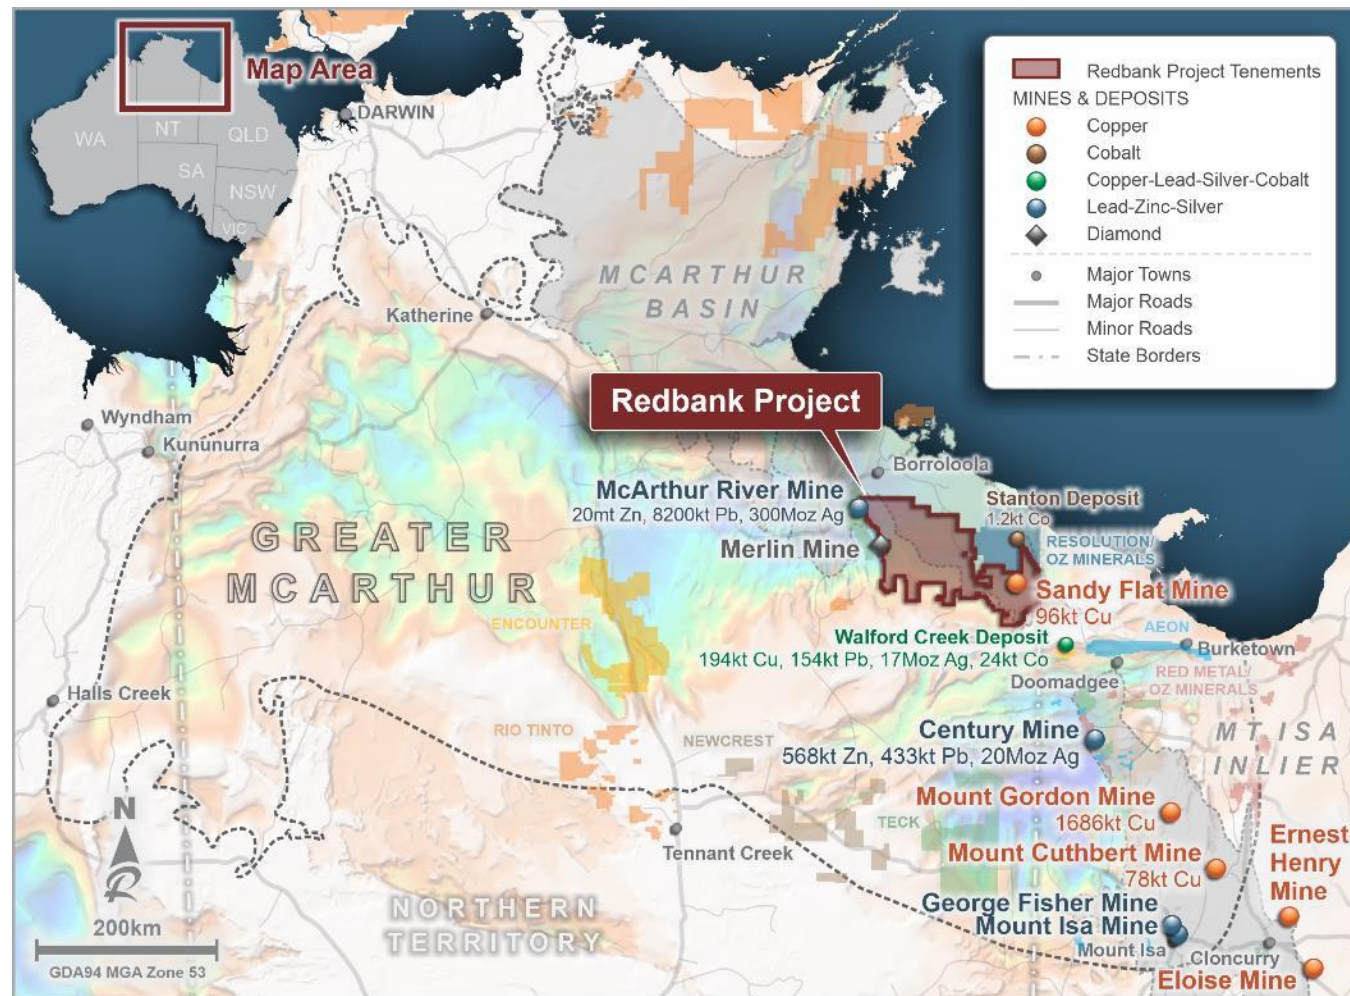 Map Area
WA
NT
QLD
SA
NSW
VIC
DARWIN
Redbank Project Tenements
MINES & DEPOSITS
Copper
Cobalt
Copper-Lead-Silver-Cobalt
Lead-Zinc-Silver
Diamond
Major Towns
Major Roads
Minor Roads
State Borders
MCARTHUR
BASIN
Katherine
Redbank Project
Wyndham
Kununurra
Borroloola
McArthur River Mine
20mt Zn, 8200kt Pb, 300Moz Ag
Stanton Deposit
1.2kt Co
Merlin Mine
RESOLUTION/
OZ MINERALS
GREATER
MCARTHUR
Sandy Flat Mine
96kt Cu
ENCOUNTER
Walford Creek Deposit
194kt Cu, 154kt Pb, 17Moz Ag, 24kt Co
AEON
Burketown
Doomadgee
RED METAL/
OZ MINERALS
Halls Creek
RIO TINTO
NEWCREST
Century Mine
568kt Zn, 433kt Pb, 20Moz Ag
MT ISA
INLIER
Mount Gordon Mine
1686kt Cu
TECK
Tennant Creek
Mount Cuthbert Mine
78kt Cu
Ernest
Henry
Mine
N
NORTHERN
TERRITORY
George Fisher Mine
Mount Isa Mine
Mount Isa
Cloncurry
Eloise Mine
200km
GDA94 MGA Zone 53